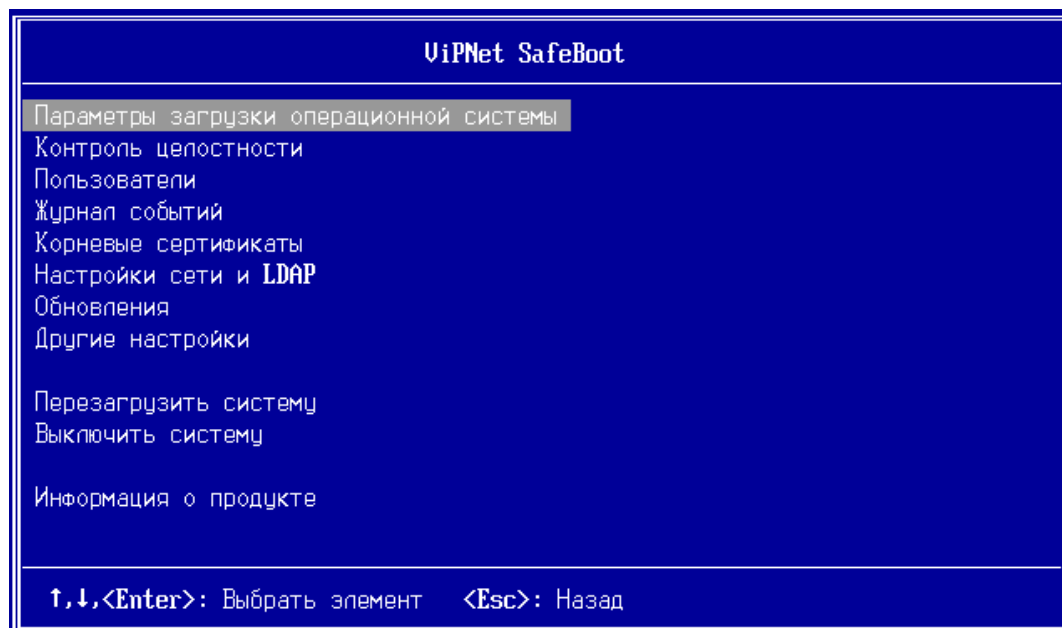 ViPNet SafeBoot
Параметры загрузки операционной системы
Контроль целостности
Пользователи
Журнал событий
Корневые сертификаты
Настройки сети и LDAP
Обновления
Другие настройки
Перезагрузить систему
Выключить систему
Информация о продукте
↑,↓,<Enter>: Выбрать элемент <Esc>: Назад